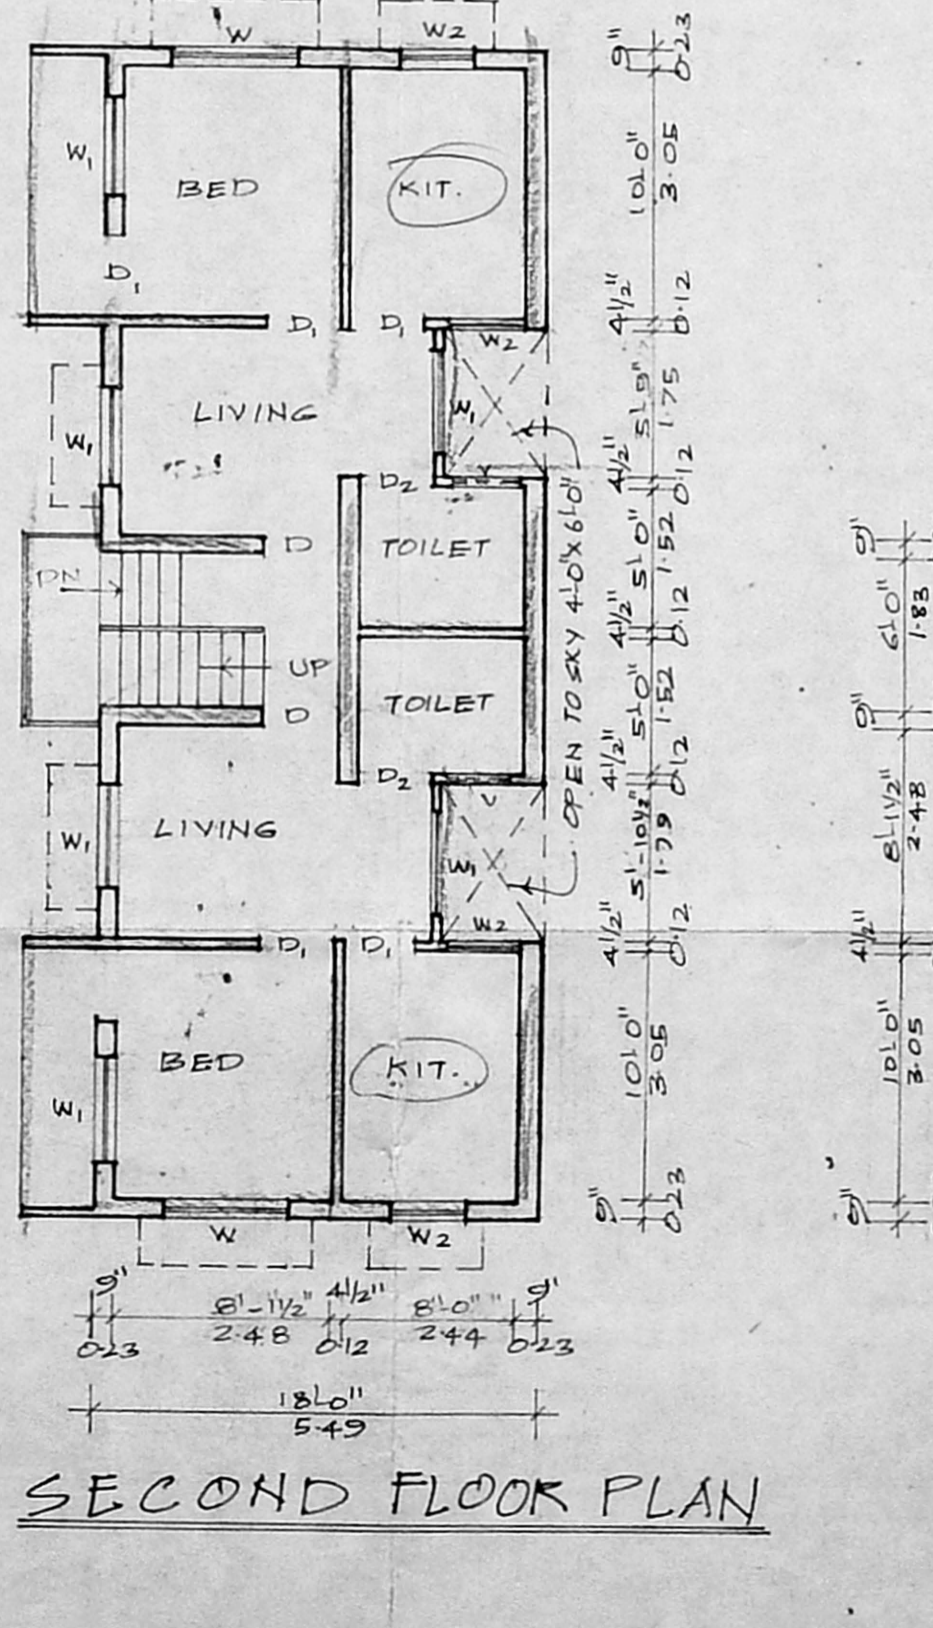 W W2
9" 0.23
W1 BED KIT. 10'-0" 3.05
D1
D1 D1 4½" 0.12
W2
LIVING W1 5'-9" 1.75
W1
V
D2 4½" 0.12
D TOILET 5'-0" 1.52
9"
DN
4½" 0.12
6'-0" 1.83
UP
TOILET 5'-0" 1.52
D 9"
D2 V 4½" 0.12
OPEN TO SKY 4'-0" X 6'-0"
W1 LIVING W1 5'-10½" 1.79
8'-1½" 2.48
W2
D1 D1 4½" 0.12
4½"
BED KIT. 10'-0" 3.05
10'-0" 3.05
W1
9" 0.23
9"
W W2
9" 8'-1½" 4½" 8'-0" 9"
0.23 2.48 0.12 2.44 0.23
18'-0"
5.49
SECOND FLOOR PLAN